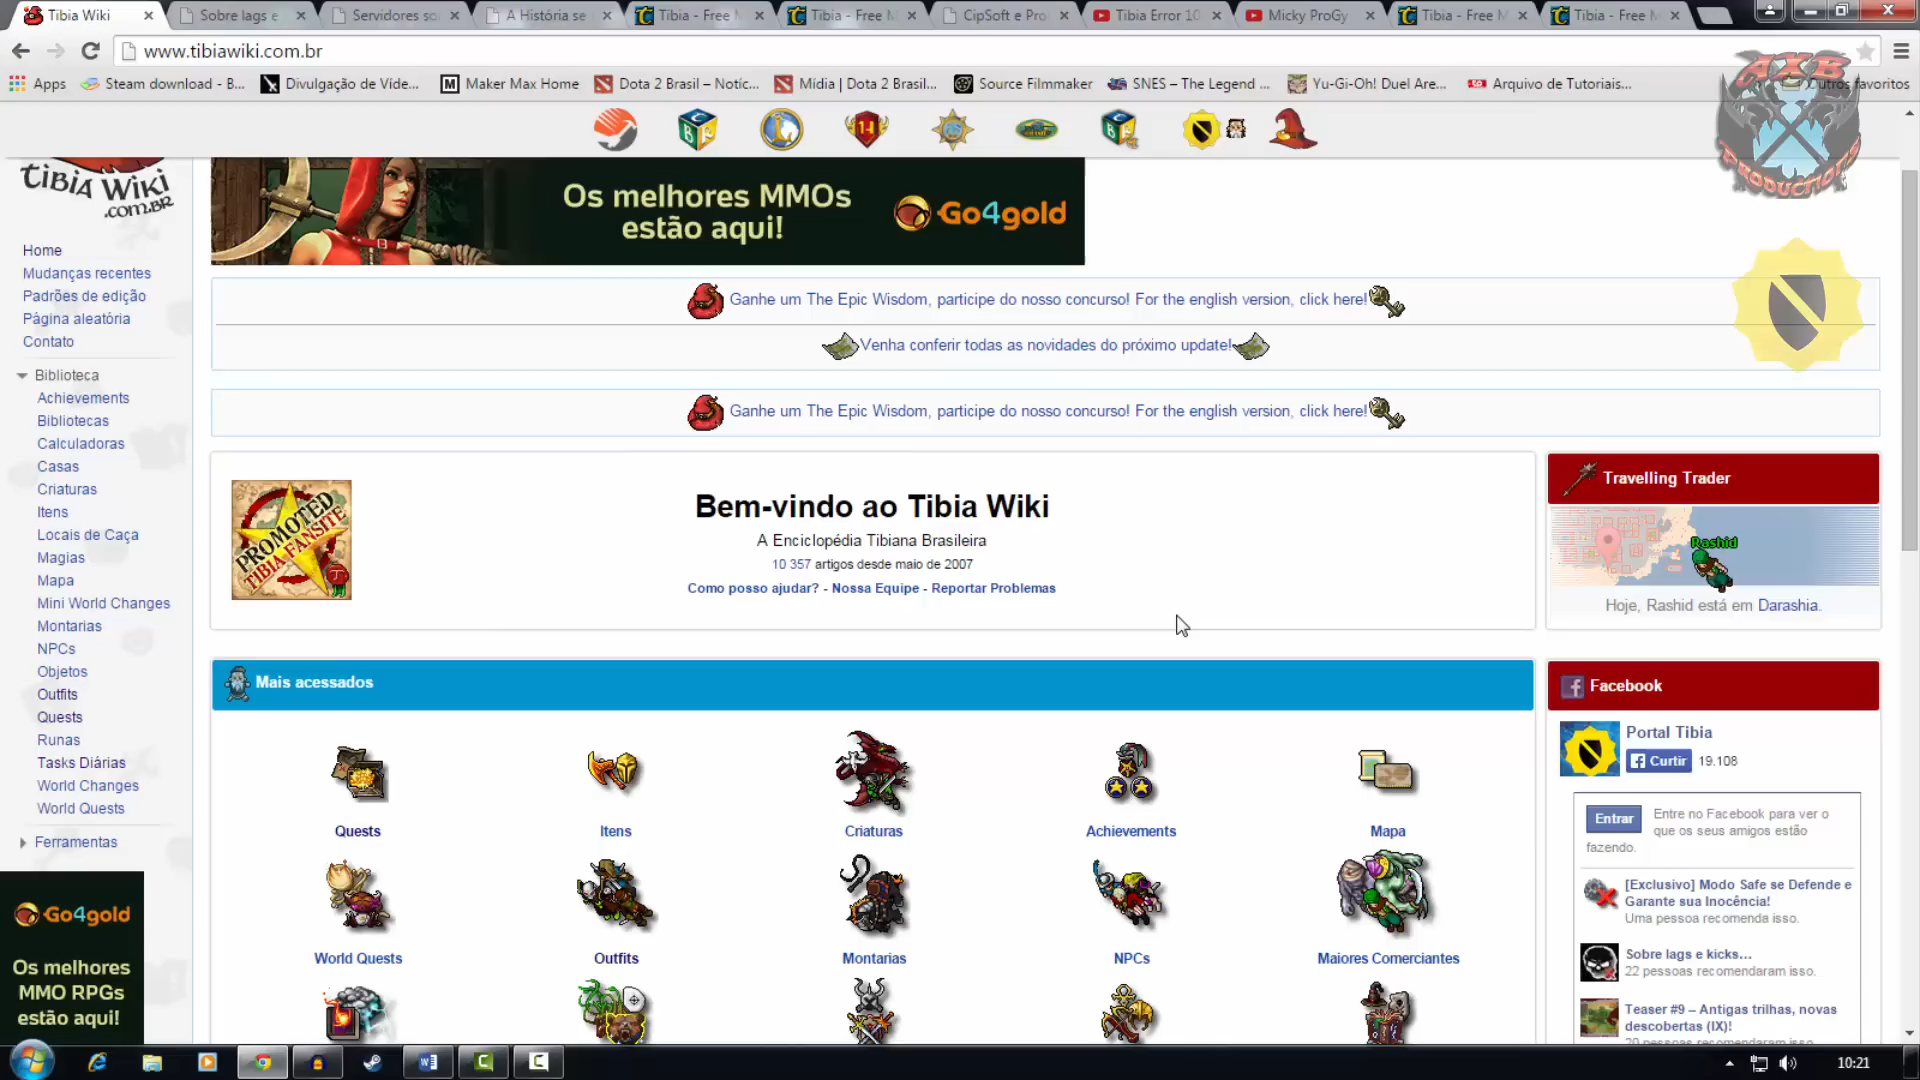 Tibia Wiki
Sobre lags e
Servidores so
A História se
Tibia - Free M
Tibia - Free M
CipSoft e Pro
Tibia Error 10
Micky ProGy
Tibia - Free M
Tibia - Free M
www.tibiawiki.com.br
Apps
Steam download - B...
Divulgação de Víde...
Maker Max Home
Dota 2 Brasil – Notíc...
Mídia | Dota 2 Brasil...
Source Filmmaker
SNES – The Legend ...
Yu-Gi-Oh! Duel Are...
Arquivo de Tutoriais...
Outros favoritos
AXB
PRODUCTIONS
TIBIA WIKI
.COM.BR
Os melhores MMOs
estão aqui!
Go4gold
Home
Mudanças recentes
Padrões de edição
Página aleatória
Contato
Biblioteca
Achievements
Bibliotecas
Calculadoras
Casas
Criaturas
Itens
Locais de Caça
Magias
Mapa
Mini World Changes
Montarias
NPCs
Objetos
Outfits
Quests
Runas
Tasks Diárias
World Changes
World Quests
Ferramentas
Go4gold
Os melhores
MMO RPGs
estão aqui!
Ganhe um The Epic Wisdom, participe do nosso concurso! For the english version, click here!
Venha conferir todas as novidades do próximo update!
Ganhe um The Epic Wisdom, participe do nosso concurso! For the english version, click here!
PROMOTED
TIBIA FANSITE
Bem-vindo ao Tibia Wiki
A Enciclopédia Tibiana Brasileira
10 357 artigos desde maio de 2007
Como posso ajudar? - Nossa Equipe - Reportar Problemas
Travelling Trader
Rashid
Hoje, Rashid está em Darashia.
Mais acessados
Quests
Itens
Criaturas
Achievements
Mapa
World Quests
Outfits
Montarias
NPCs
Maiores Comerciantes
Facebook
Portal Tibia
Curtir 19.108
Entrar
Entre no Facebook para ver o
que os seus amigos estão
fazendo.
[Exclusivo] Modo Safe se Defende e
Garante sua Inocência!
Uma pessoa recomenda isso.
Sobre lags e kicks...
22 pessoas recomendaram isso.
Teaser #9 – Antigas trilhas, novas
descobertas (IX)!
20 pessoas recomendaram isso.
10:21